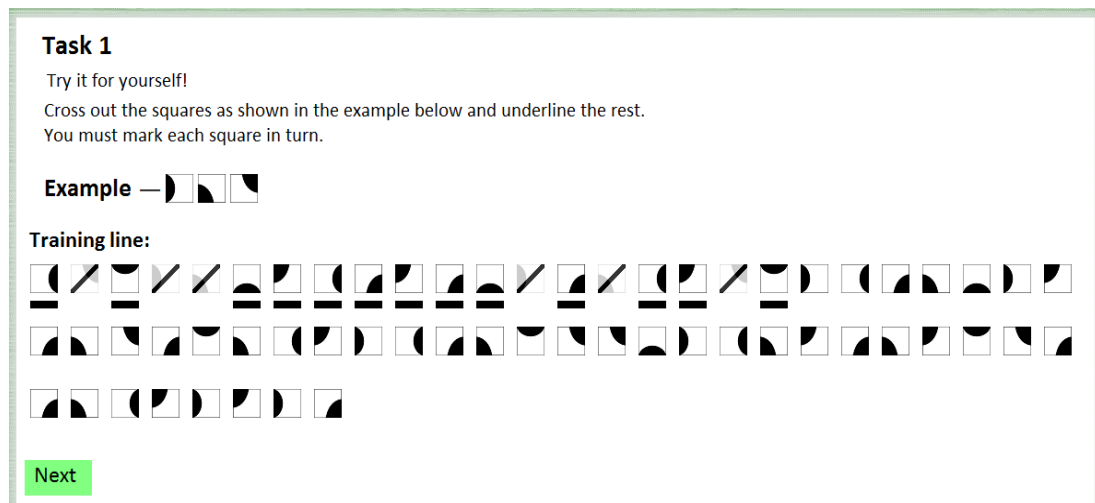 Task 1
Try it for yourself!
Cross out the squares as shown in the example below and underline the rest.
You must mark each square in turn.
Example —
Training line:
Next